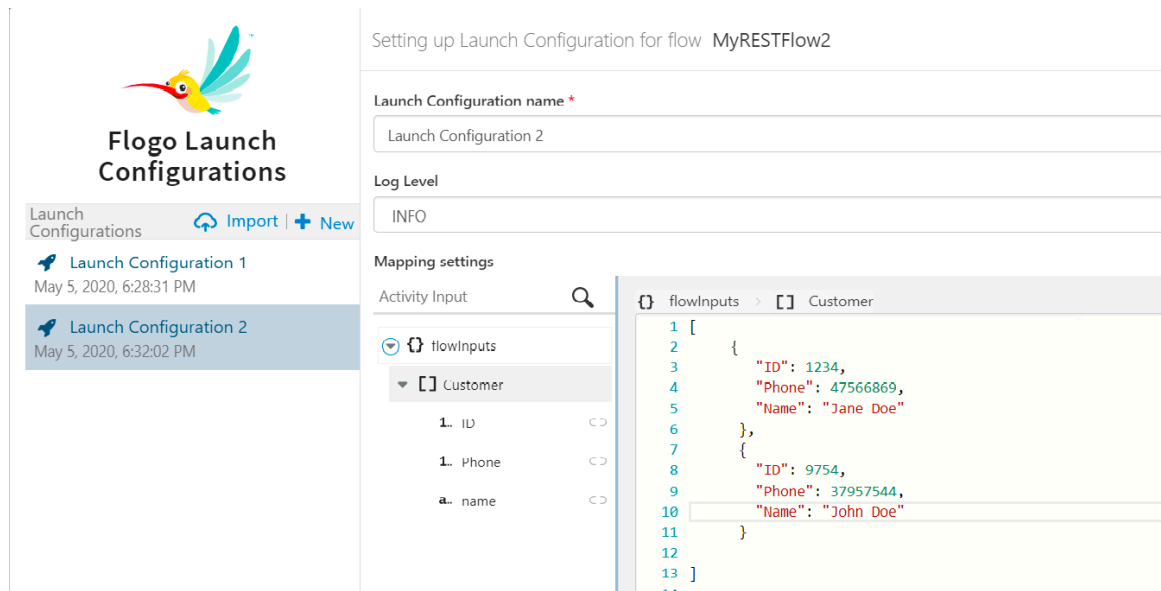 ™
Flogo Launch
Configurations
Launch
Configurations
Import | + New
Launch Configuration 1
May 5, 2020, 6:28:31 PM
Launch Configuration 2
May 5, 2020, 6:32:02 PM
Setting up Launch Configuration for flow MyRESTFlow2
Launch Configuration name *
Launch Configuration 2
Log Level
INFO
Mapping settings
Activity Input
{} flowInputs
[] Customer
1.. ID
1.. Phone
a.. name
{} flowInputs > [] Customer
1 [
2 {
3 "ID": 1234,
4 "Phone": 47566869,
5 "Name": "Jane Doe"
6 },
7 {
8 "ID": 9754,
9 "Phone": 37957544,
10 "Name": "John Doe"
11 }
12
13 ]